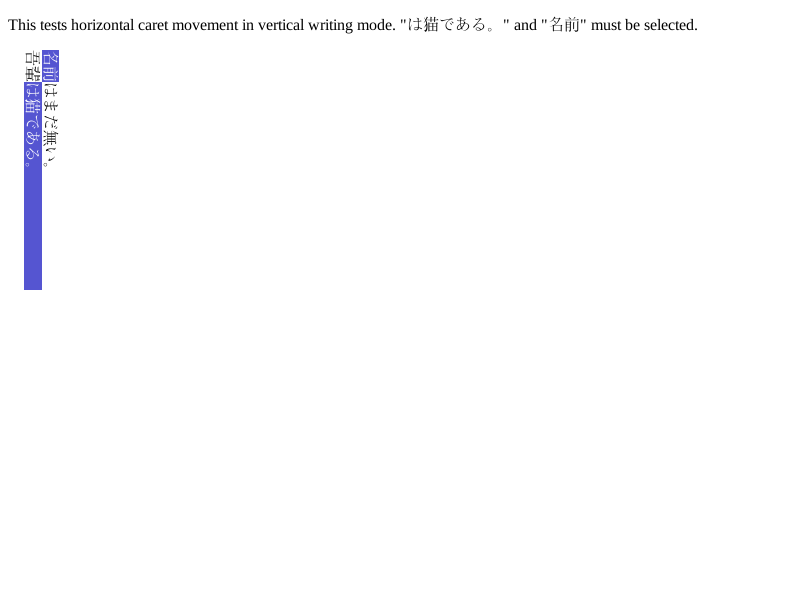 This tests horizontal caret movement in vertical writing mode. "は猫である。" and "名前" must be selected.
吾輩は猫である。
名前はまだ無い。